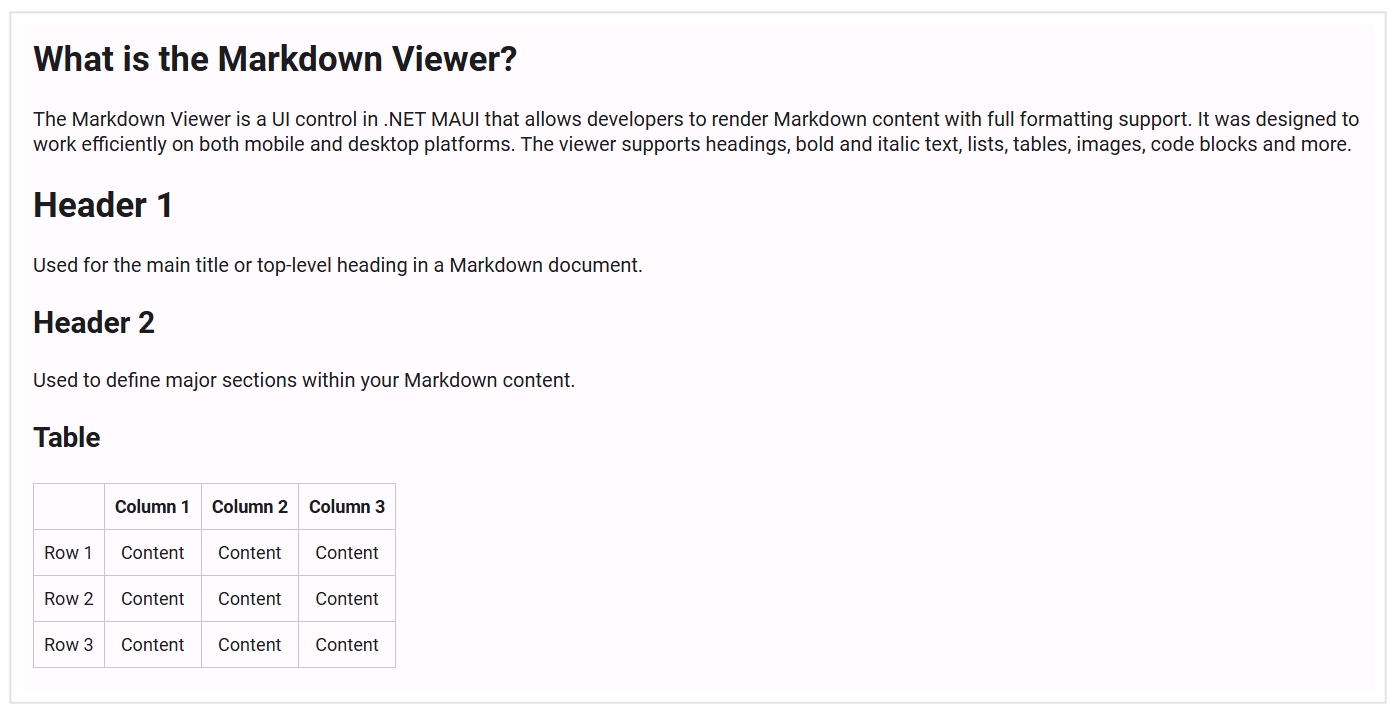 What is the Markdown Viewer?
The Markdown Viewer is a UI control in .NET MAUI that allows developers to render Markdown content with full formatting support. It was designed to
work efficiently on both mobile and desktop platforms. The viewer supports headings, bold and italic text, lists, tables, images, code blocks and more.
Header 1
Used for the main title or top-level heading in a Markdown document.
Header 2
Used to define major sections within your Markdown content.
Table
Column 1 Column 2 Column 3
Row 1 Content Content Content
Row 2 Content Content Content
Row 3 Content Content Content